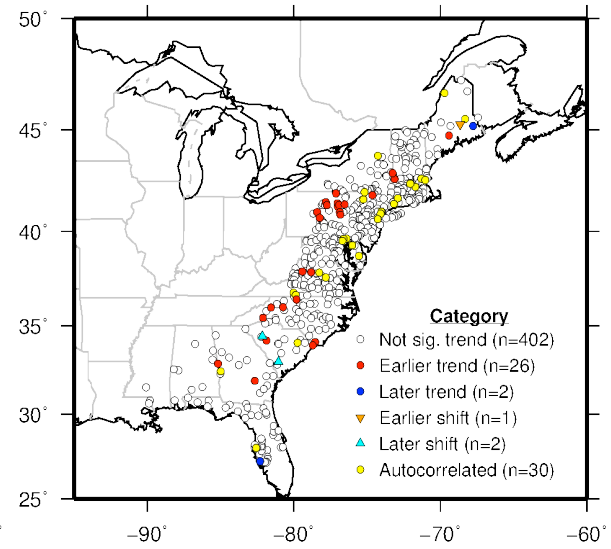 50°
45°
40°
35°
30°
25°
Category
Not sig. trend (n=402)
Earlier trend (n=26)
Later trend (n=2)
Earlier shift (n=1)
Later shift (n=2)
Autocorrelated (n=30)
−90° −80° −70° −60°